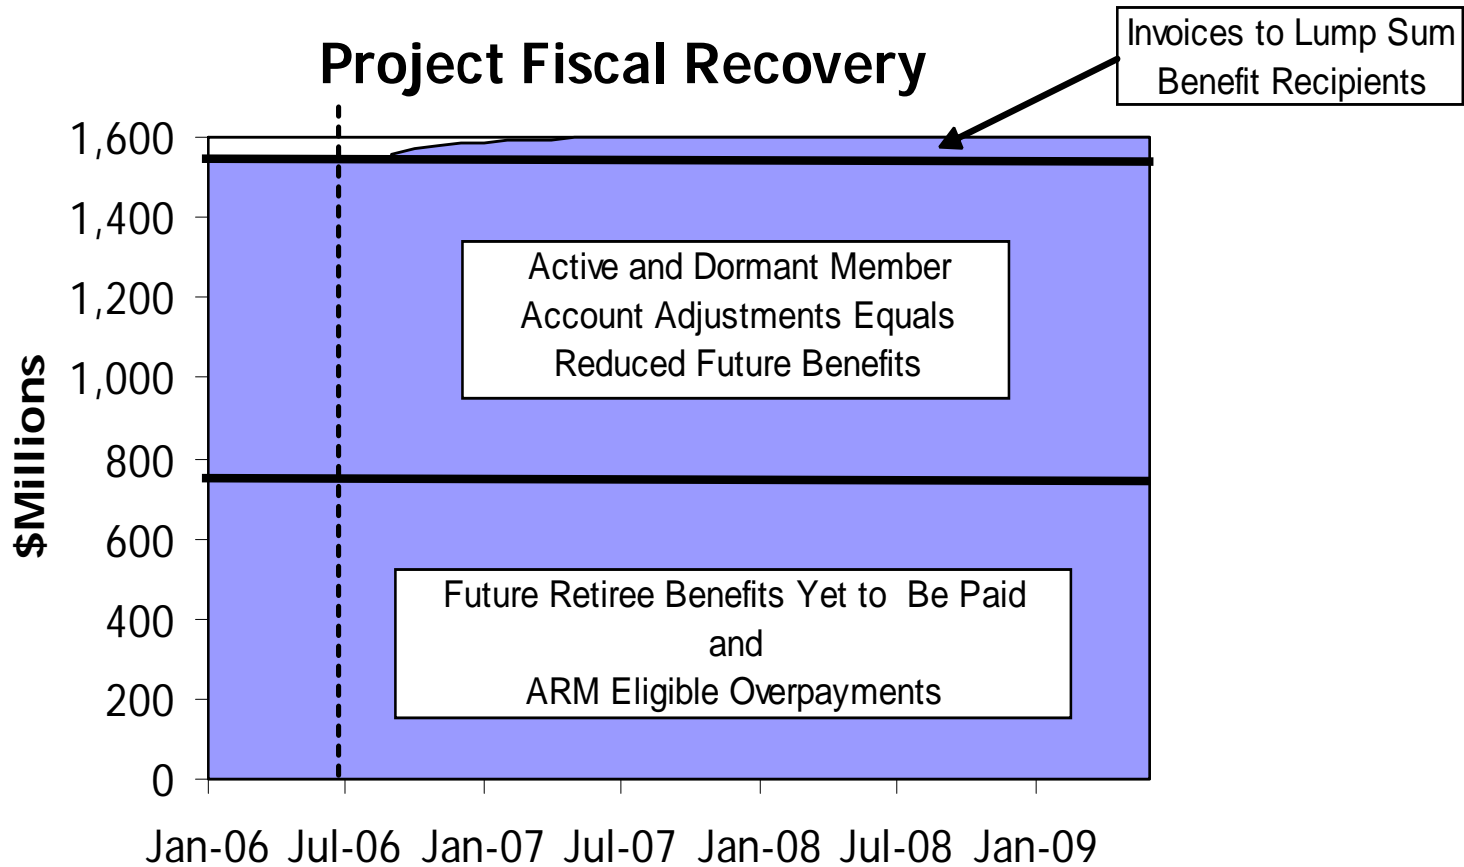 Project Fiscal Recovery
Invoices to Lump Sum
Benefit Recipients
$Millions
1,600
1,400
1,200
1,000
800
600
400
200
0
Active and Dormant Member
Account Adjustments Equals
Reduced Future Benefits
Future Retiree Benefits Yet to Be Paid
and
ARM Eligible Overpayments
Jan-06 Jul-06 Jan-07 Jul-07 Jan-08 Jul-08 Jan-09